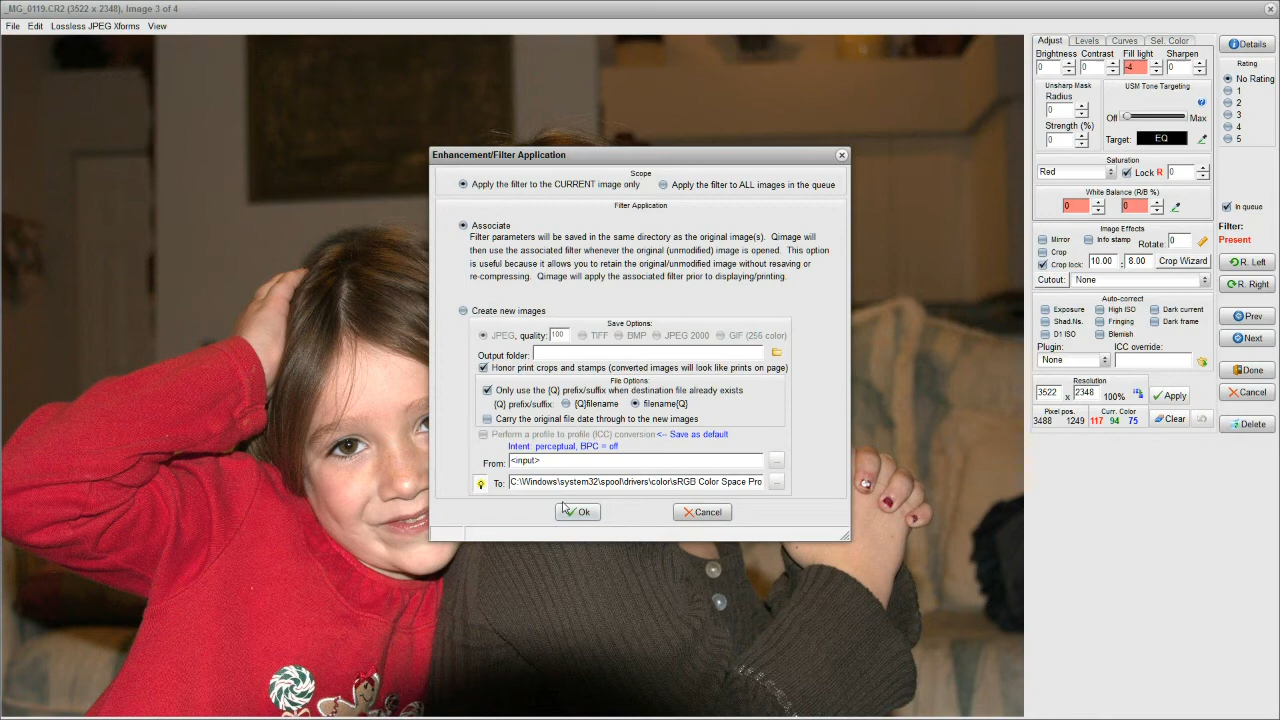 _MG_0119.CR2 (3522 x 2348), Image 3 of 4
File Edit Lossless JPEG Xforms View
Enhancement/Filter Application
Scope
Apply the filter to the CURRENT image only Apply the filter to ALL images in the queue
Filter Application
Associate
Filter parameters will be saved in the same directory as the original image(s). Qimage will
then use the associated filter whenever the original (unmodified) image is opened. This option
is useful because it allows you to retain the original/unmodified image without resaving or
re-compressing. Qimage will apply the associated filter prior to displaying/printing.
Create new images
Save Options:
JPEG, quality: 100 TIFF BMP JPEG 2000 GIF (256 color)
Output folder:
Honor print crops and stamps (converted images will look like prints on page)
File Options:
Only use the {Q} prefix/suffix when destination file already exists
{Q} prefix/suffix: {Q}filename filename{Q}
Carry the original file date through to the new images
Perform a profile to profile (ICC) conversion <-- Save as default
Intent: perceptual, BPC = off
From: <input> ...
To: C:\Windows\system32\spool\drivers\color\sRGB Color Space Pro ...
Ok Cancel
Adjust Levels Curves Sel. Color
Brightness Contrast Fill light Sharpen
0 0 -4 0
Unsharp Mask
Radius
0
Strength (%)
0
USM Tone Targeting
Off Max
Target: EQ
Saturation
Red Lock R 0
White Balance (R/B %)
0 0
Image Effects
Mirror Info stamp Rotate: 0
Crop
Crop lock: 10.00 : 8.00 Crop Wizard
Cutout: None
Auto-correct
Exposure High ISO Dark current
Shad.Ns. Fringing Dark frame
D1 ISO Blemish
Plugin: ICC override:
None
Resolution
3522 x 2348 100% Apply
Pixel pos. Curr. Color
3488 1249 117 94 75 Clear
Details
Rating
No Rating
1
2
3
4
5
In queue
Filter:
Present
R. Left
R. Right
Prev
Next
Done
Cancel
Delete